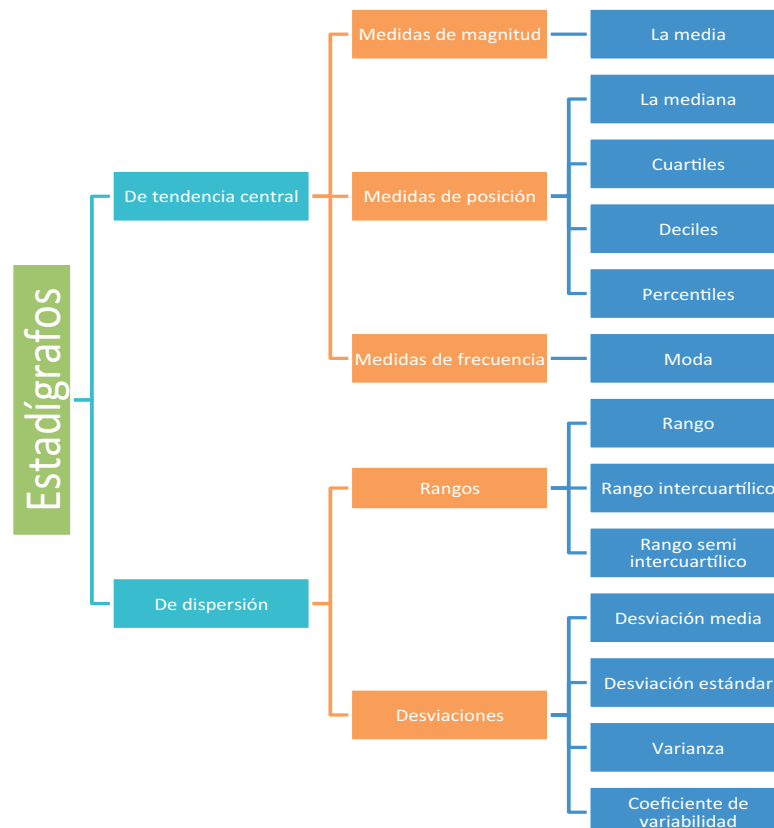 Estadígrafos
De tendencia central
Medidas de magnitud
La media
Medidas de posición
La mediana
Cuartiles
Deciles
Percentiles
Medidas de frecuencia
Moda
De dispersión
Rangos
Rango
Rango intercuartílico
Rango semi
intercuartílico
Desviaciones
Desviación media
Desviación estándar
Varianza
Coeficiente de
variabilidad